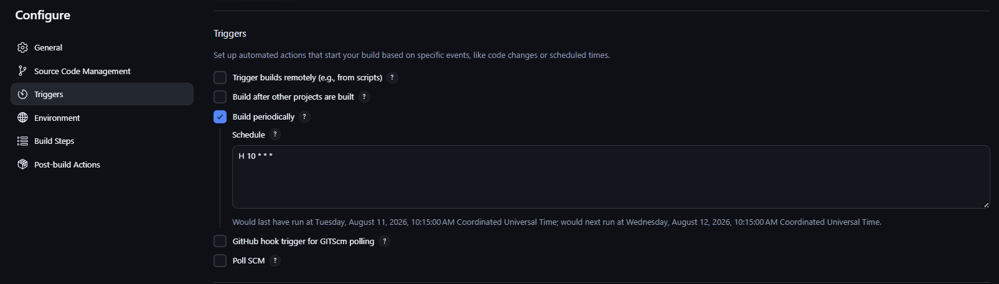 Configure
General
Source Code Management
Triggers
Environment
Build Steps
Post-build Actions
Triggers
Set up automated actions that start your build based on specific events, like code changes or scheduled times.
Trigger builds remotely (e.g., from scripts) ?
Build after other projects are built ?
Build periodically ?
Schedule ?
H 10 * * *
Would last have run at Tuesday, August 11, 2026, 10:15:00 AM Coordinated Universal Time; would next run at Wednesday, August 12, 2026, 10:15:00 AM Coordinated Universal Time.
GitHub hook trigger for GITScm polling ?
Poll SCM ?